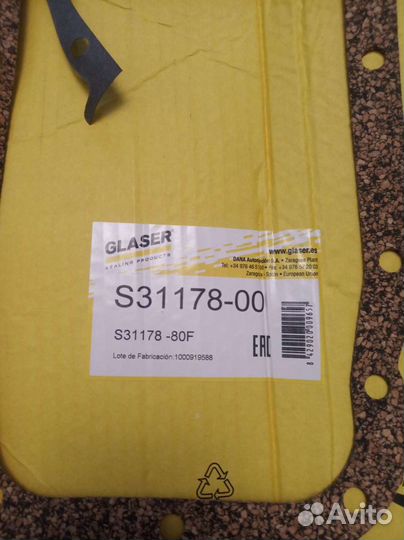 GLASER
SEALING PRODUCTS
www.glaser.es
DANA Automoción S.A. • Zaragoza Plant
Zaragoza • Spain • European Union
S31178-00
S31178 -80F
EAC
Lote de Fabricación:1000919588
Avito